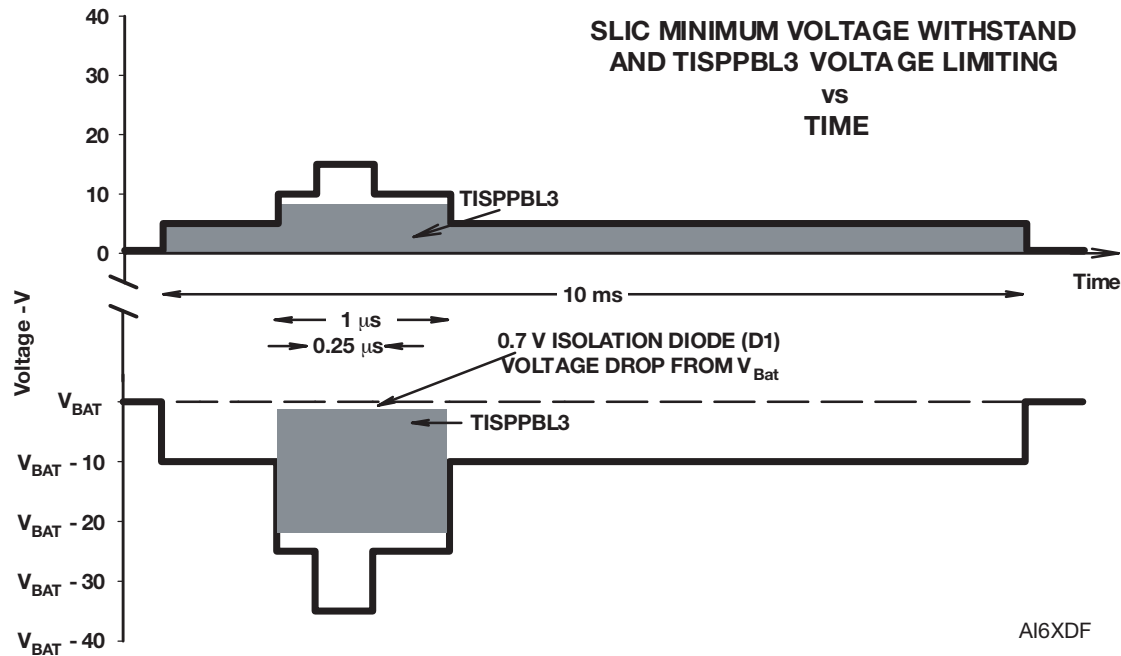 SLIC MINIMUM VOLTAGE WITHSTAND
AND TISPPBL3 VOLTAGE LIMITING
vs
TIME
40
30
20
10
0
TISPPBL3
Time
10 ms
1 μs
0.25 μs
0.7 V ISOLATION DIODE (D1)
VOLTAGE DROP FROM VBat
TISPPBL3
Voltage - V
VBAT
VBAT - 10
VBAT - 20
VBAT - 30
VBAT - 40
AI6XDF